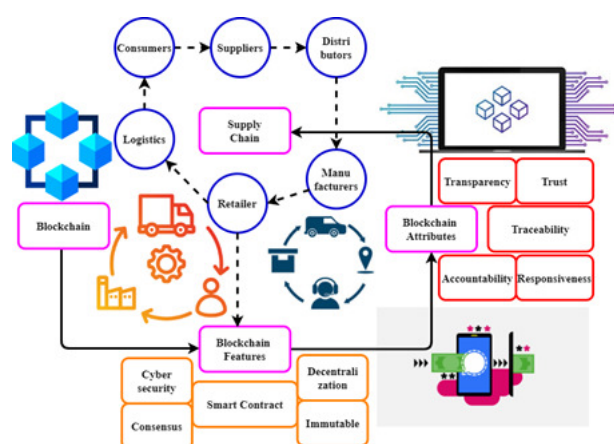 Consumers
Suppliers
Distri
butors
Logistics
Supply
Chain
Manu
facturers
Retailer
Blockchain
Blockchain
Attributes
Transparency
Trust
Traceability
Accountability
Responsiveness
Blockchain
Features
Cyber
security
Smart Contract
Decentrali
zation
Consensus
Immutable